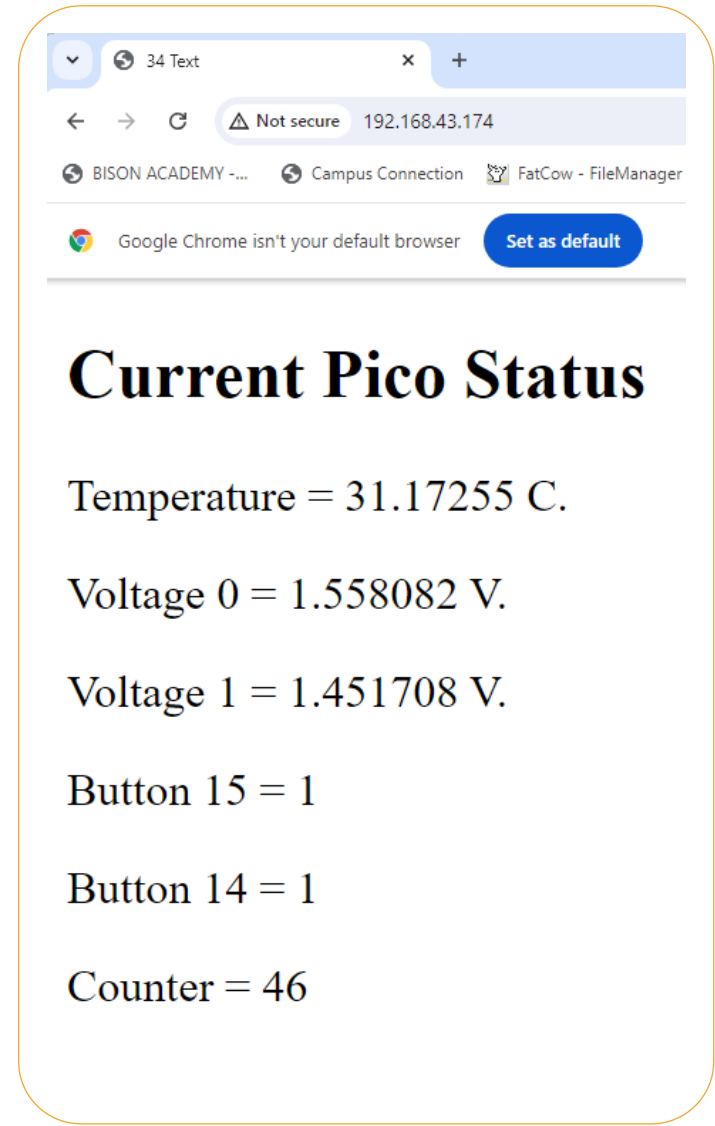 34 Text
Not secure 192.168.43.174
BISON ACADEMY -... Campus Connection FatCow - FileManager
Google Chrome isn't your default browser Set as default
Current Pico Status
Temperature = 31.17255 C.
Voltage 0 = 1.558082 V.
Voltage 1 = 1.451708 V.
Button 15 = 1
Button 14 = 1
Counter = 46